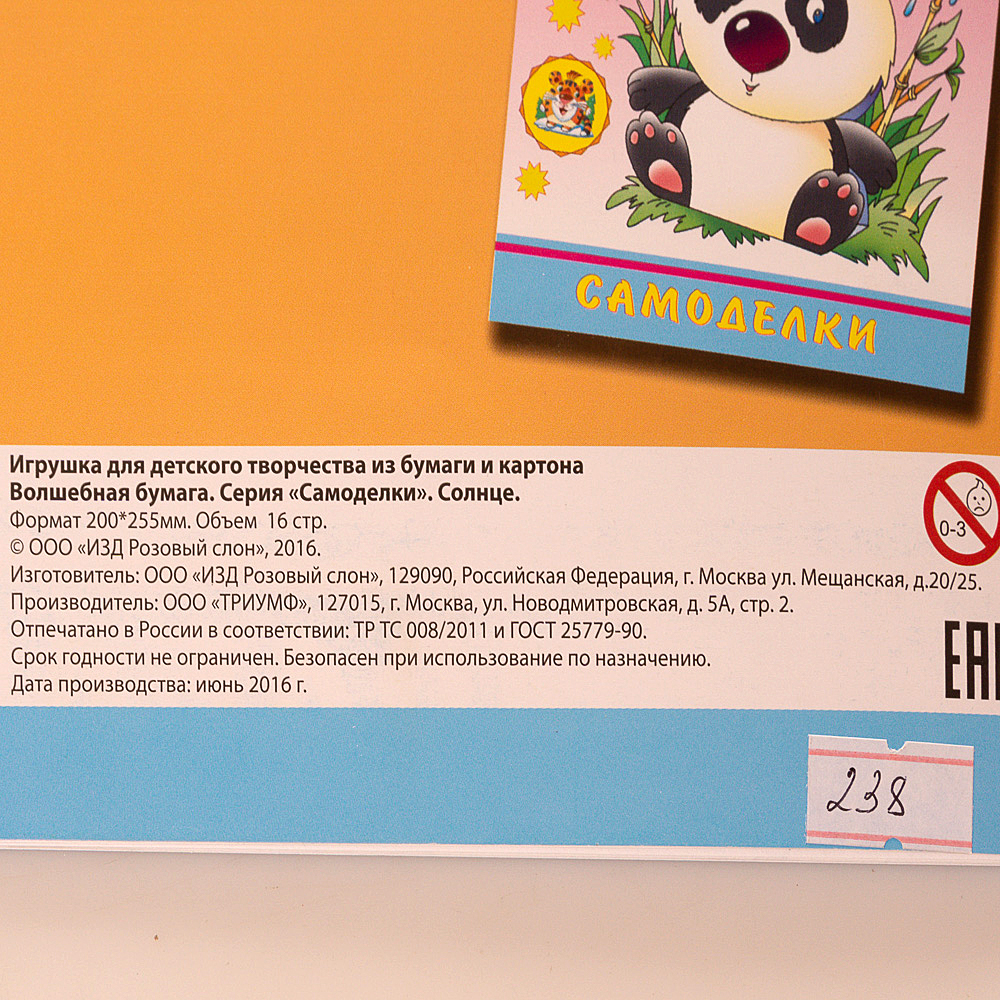 САМОДЕЛКИ
Игрушка для детского творчества из бумаги и картона
Волшебная бумага. Серия «Самоделки». Солнце.
Формат 200*255мм. Объем 16 стр.
© ООО «ИЗД Розовый слон», 2016.
Изготовитель: ООО «ИЗД Розовый слон», 129090, Российская Федерация, г. Москва ул. Мещанская, д.20/25.
Производитель: ООО «ТРИУМФ», 127015, г. Москва, ул. Новодмитровская, д. 5А, стр. 2.
Отпечатано в России в соответствии: ТР ТС 008/2011 и ГОСТ 25779-90.
Срок годности не ограничен. Безопасен при использование по назначению.
Дата производства: июнь 2016 г.
0-3
238